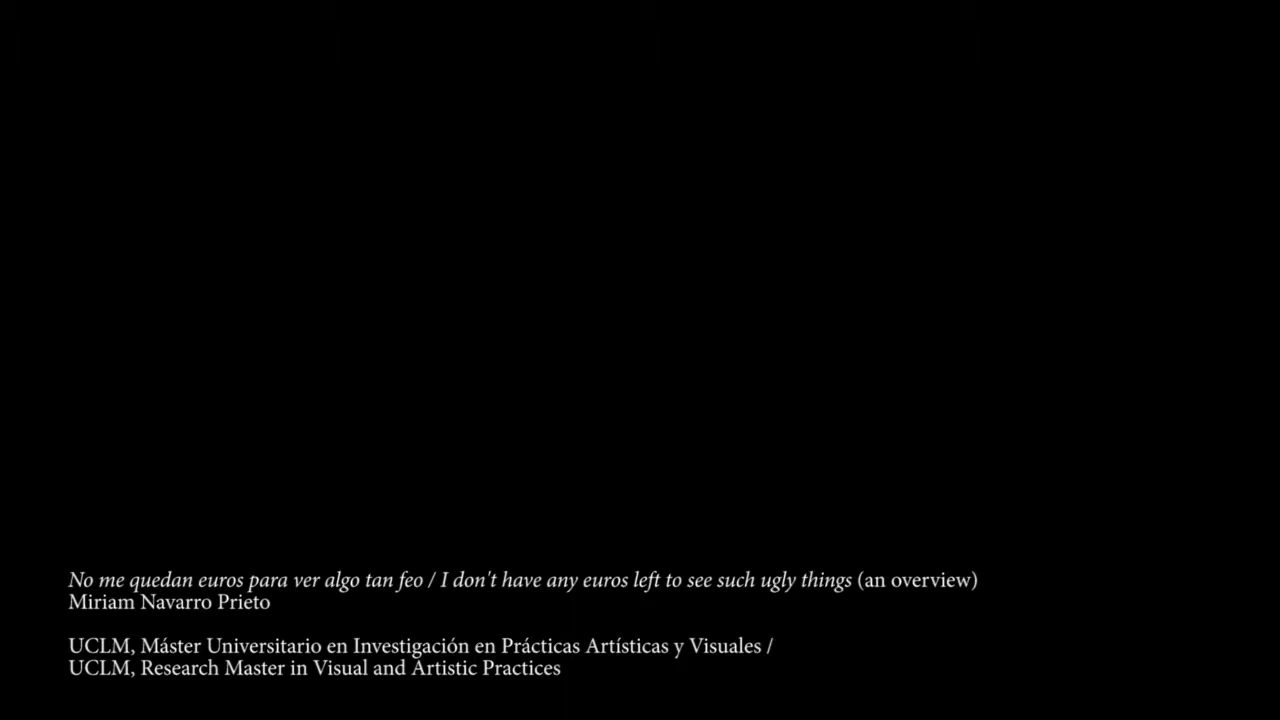 No me quedan euros para ver algo tan feo / I don't have any euros left to see such ugly things (an overview)
Miriam Navarro Prieto
UCLM, Máster Universitario en Investigación en Prácticas Artísticas y Visuales /
UCLM, Research Master in Visual and Artistic Practices